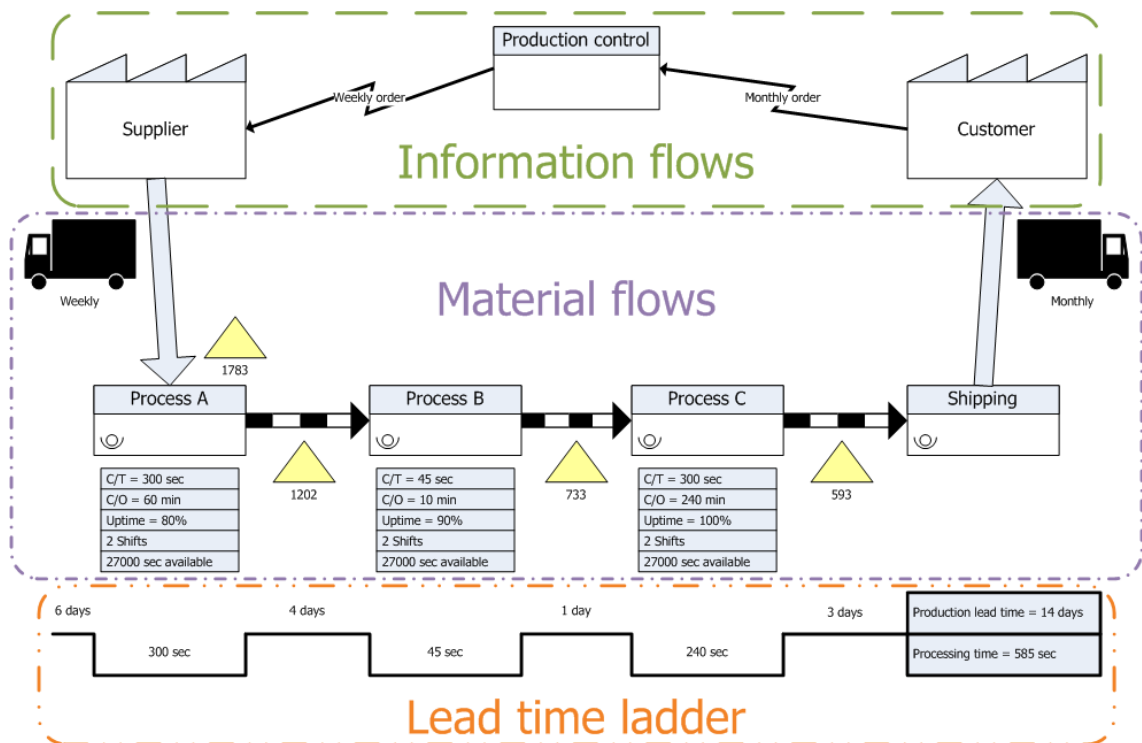 Production control
Weekly order
Monthly order
Supplier
Customer
Information flows
Weekly
Material flows
Monthly
1783
Process A
Process B
Process C
Shipping
1202
733
593
C/T = 300 sec
C/O = 60 min
Uptime = 80%
2 Shifts
27000 sec available
C/T = 45 sec
C/O = 10 min
Uptime = 90%
2 Shifts
27000 sec available
C/T = 300 sec
C/O = 240 min
Uptime = 100%
2 Shifts
27000 sec available
6 days
4 days
1 day
3 days
Production lead time = 14 days
300 sec
45 sec
240 sec
Processing time = 585 sec
Lead time ladder